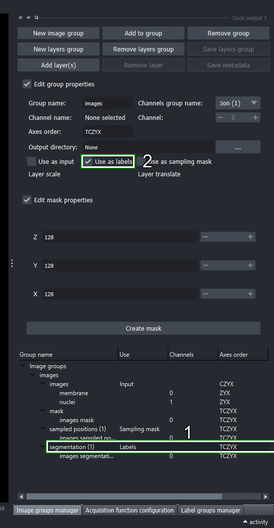 Dock widget 1
New image group Add to group Remove group
New layers group Remove layers group Save layers group
Add layer(s) Remove layer Save metadata
Edit group properties
Group name: images Channels group name: :ion (1)
Channel name: None selected Channel: 0
Axes order: TCZYX
Output directory: None ...
Use as input Use as labels 2 se as sampling mask
Layer scale Layer translate
Edit mask properties
Z 128
Y 128
X 128
Create mask
Group name Use Channels Axes order
Image groups
images
images Input CZYX
membrane 0 ZYX
nuclei 1 ZYX
mask TCZYX
images mask 0 TCZYX
sampled positions (1) Sampling mask TCZYX
images sampled po... 0 TCZYX
1
segmentation (1) Labels TCZYX
images segmentati... 0 TCZYX
Image groups manager Acquisition function configuration Label groups manager
activity